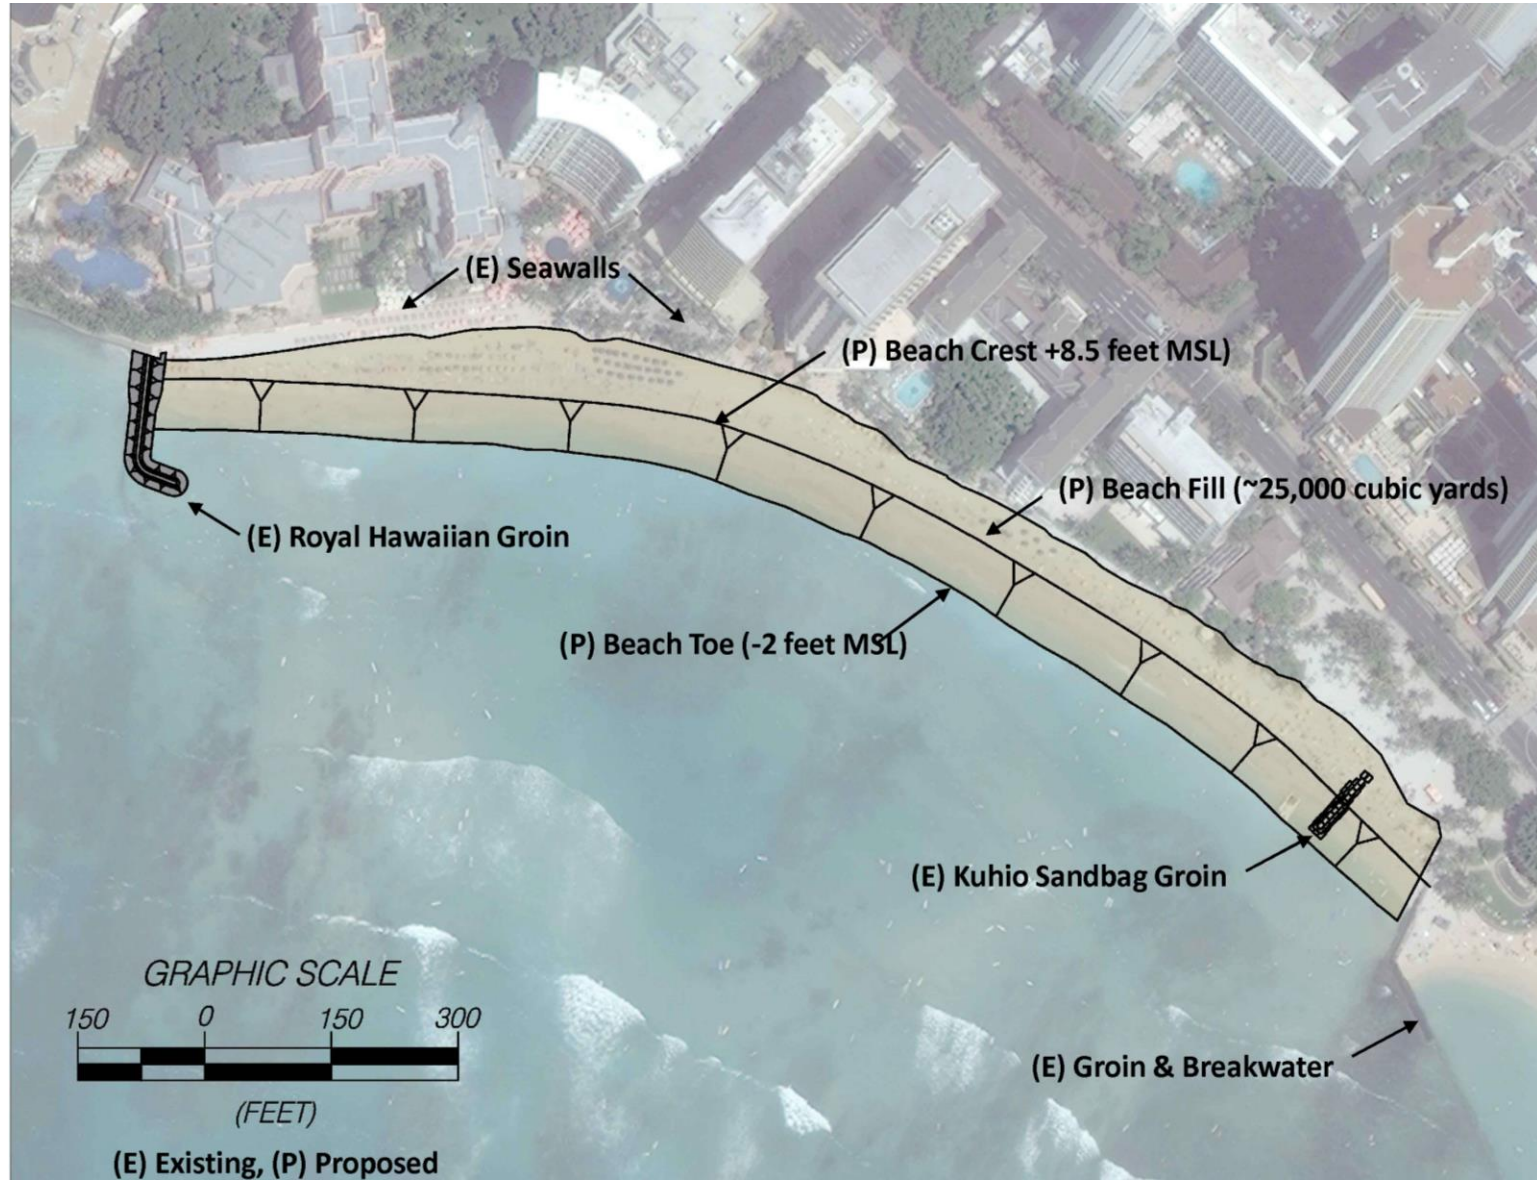 (E) Seawalls
(P) Beach Crest +8.5 feet MSL)
(P) Beach Fill (~25,000 cubic yards)
(E) Royal Hawaiian Groin
(P) Beach Toe (-2 feet MSL)
(E) Kuhio Sandbag Groin
GRAPHIC SCALE
150 0 150 300
(FEET)
(E) Groin & Breakwater
(E) Existing, (P) Proposed